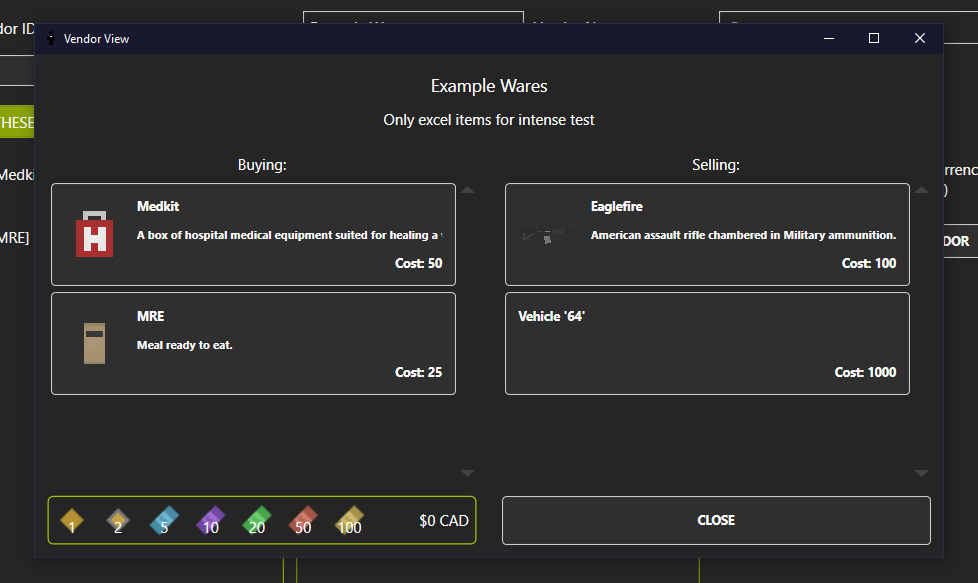 dor ID
Vendor View
Example Wares
Only excel items for intense test
THESE
Buying:
Selling:
Medki
Medkit
A box of hospital medical equipment suited for healing a
Cost: 50
Eaglefire
American assault rifle chambered in Military ammunition.
Cost: 100
rrenc
)
MRE]
DOR
MRE
Meal ready to eat.
Cost: 25
Vehicle '64'
Cost: 1000
1 2 5 10 20 50 100 $0 CAD
CLOSE